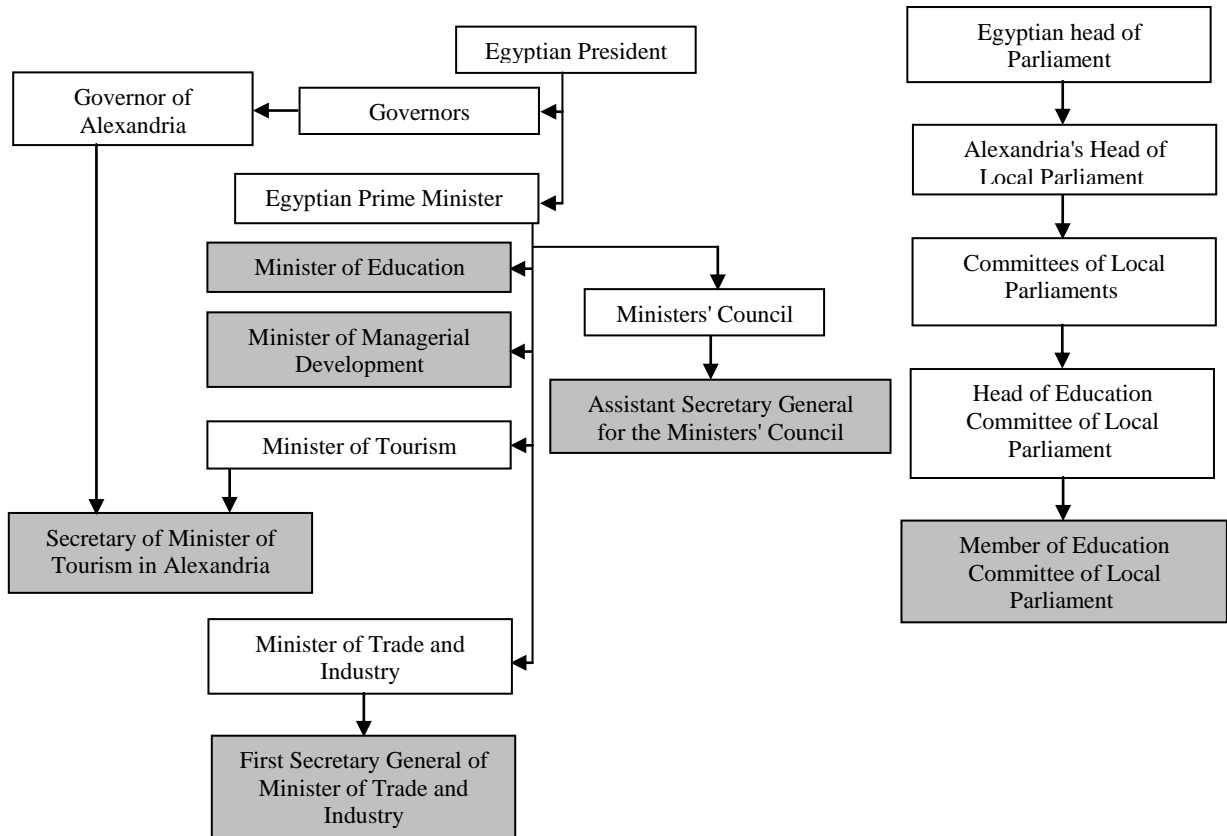 Egyptian President
Governor of
Alexandria
Governors
Egyptian Prime Minister
Minister of Education
Minister of Managerial
Development
Ministers' Council
Assistant Secretary General
for the Ministers' Council
Minister of Tourism
Secretary of Minister of
Tourism in Alexandria
Minister of Trade and
Industry
First Secretary General of
Minister of Trade and
Industry
Egyptian head of
Parliament
Alexandria's Head of
Local Parliament
Committees of Local
Parliaments
Head of Education
Committee of Local
Parliament
Member of Education
Committee of Local
Parliament